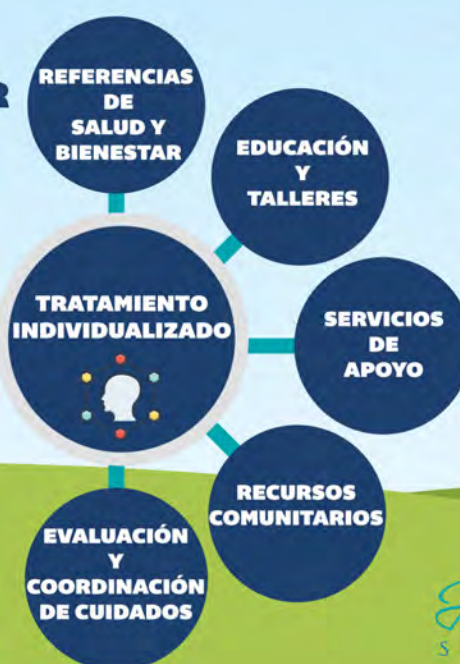 R
REFERENCIAS
DE
SALUD Y
BIENESTAR
EDUCACIÓN
Y
TALLERES
TRATAMIENTO
INDIVIDUALIZADO
SERVICIOS
DE
APOYO
RECURSOS
COMUNITARIOS
EVALUACIÓN
Y
COORDINACIÓN
DE CUIDADOS
S